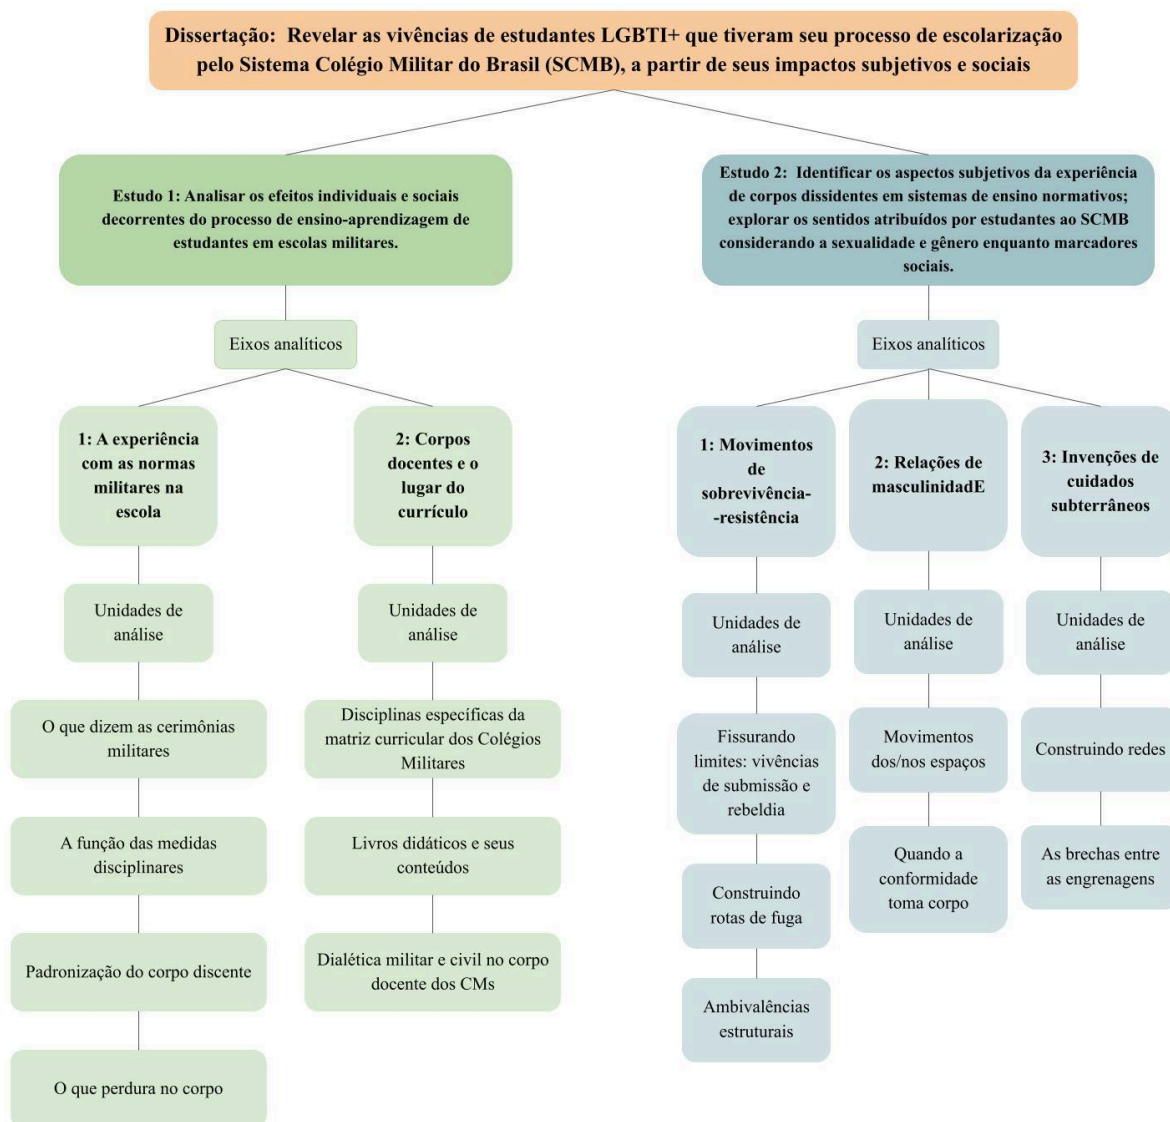 Dissertação: Revelar as vivências de estudantes LGBTI+ que tiveram seu processo de escolarização
pelo Sistema Colégio Militar do Brasil (SCMB), a partir de seus impactos subjetivos e sociais
Estudo 1: Analisar os efeitos individuais e sociais
decorrentes do processo de ensino-aprendizagem de
estudantes em escolas militares.
Eixos analíticos
1: A experiência
com as normas
militares na
escola
Unidades de
análise
O que dizem as cerimônias
militares
A função das medidas
disciplinares
Padronização do corpo discente
O que perdura no corpo
2: Corpos
docentes e o
lugar do
currículo
Unidades de
análise
Disciplinas específicas da
matriz curricular dos Colégios
Militares
Livros didáticos e seus
conteúdos
Dialética militar e civil no corpo
docente dos CMs
Estudo 2: Identificar os aspectos subjetivos da experiência
de corpos dissidentes em sistemas de ensino normativos;
explorar os sentidos atribuídos por estudantes ao SCMB
considerando a sexualidade e gênero enquanto marcadores
sociais.
Eixos analíticos
1: Movimentos
de
sobrevivência-
-resistência
Unidades de
análise
Fissurando
limites: vivências
de submissão e
rebeldia
Construindo
rotas de fuga
Ambivalências
estruturais
2: Relações de
masculinidadE
Unidades de
análise
Movimentos
dos/nos espaços
Quando a
conformidade
toma corpo
3: Invenções de
cuidados
subterrâneos
Unidades de
análise
Construindo redes
As brechas entre
as engrenagens